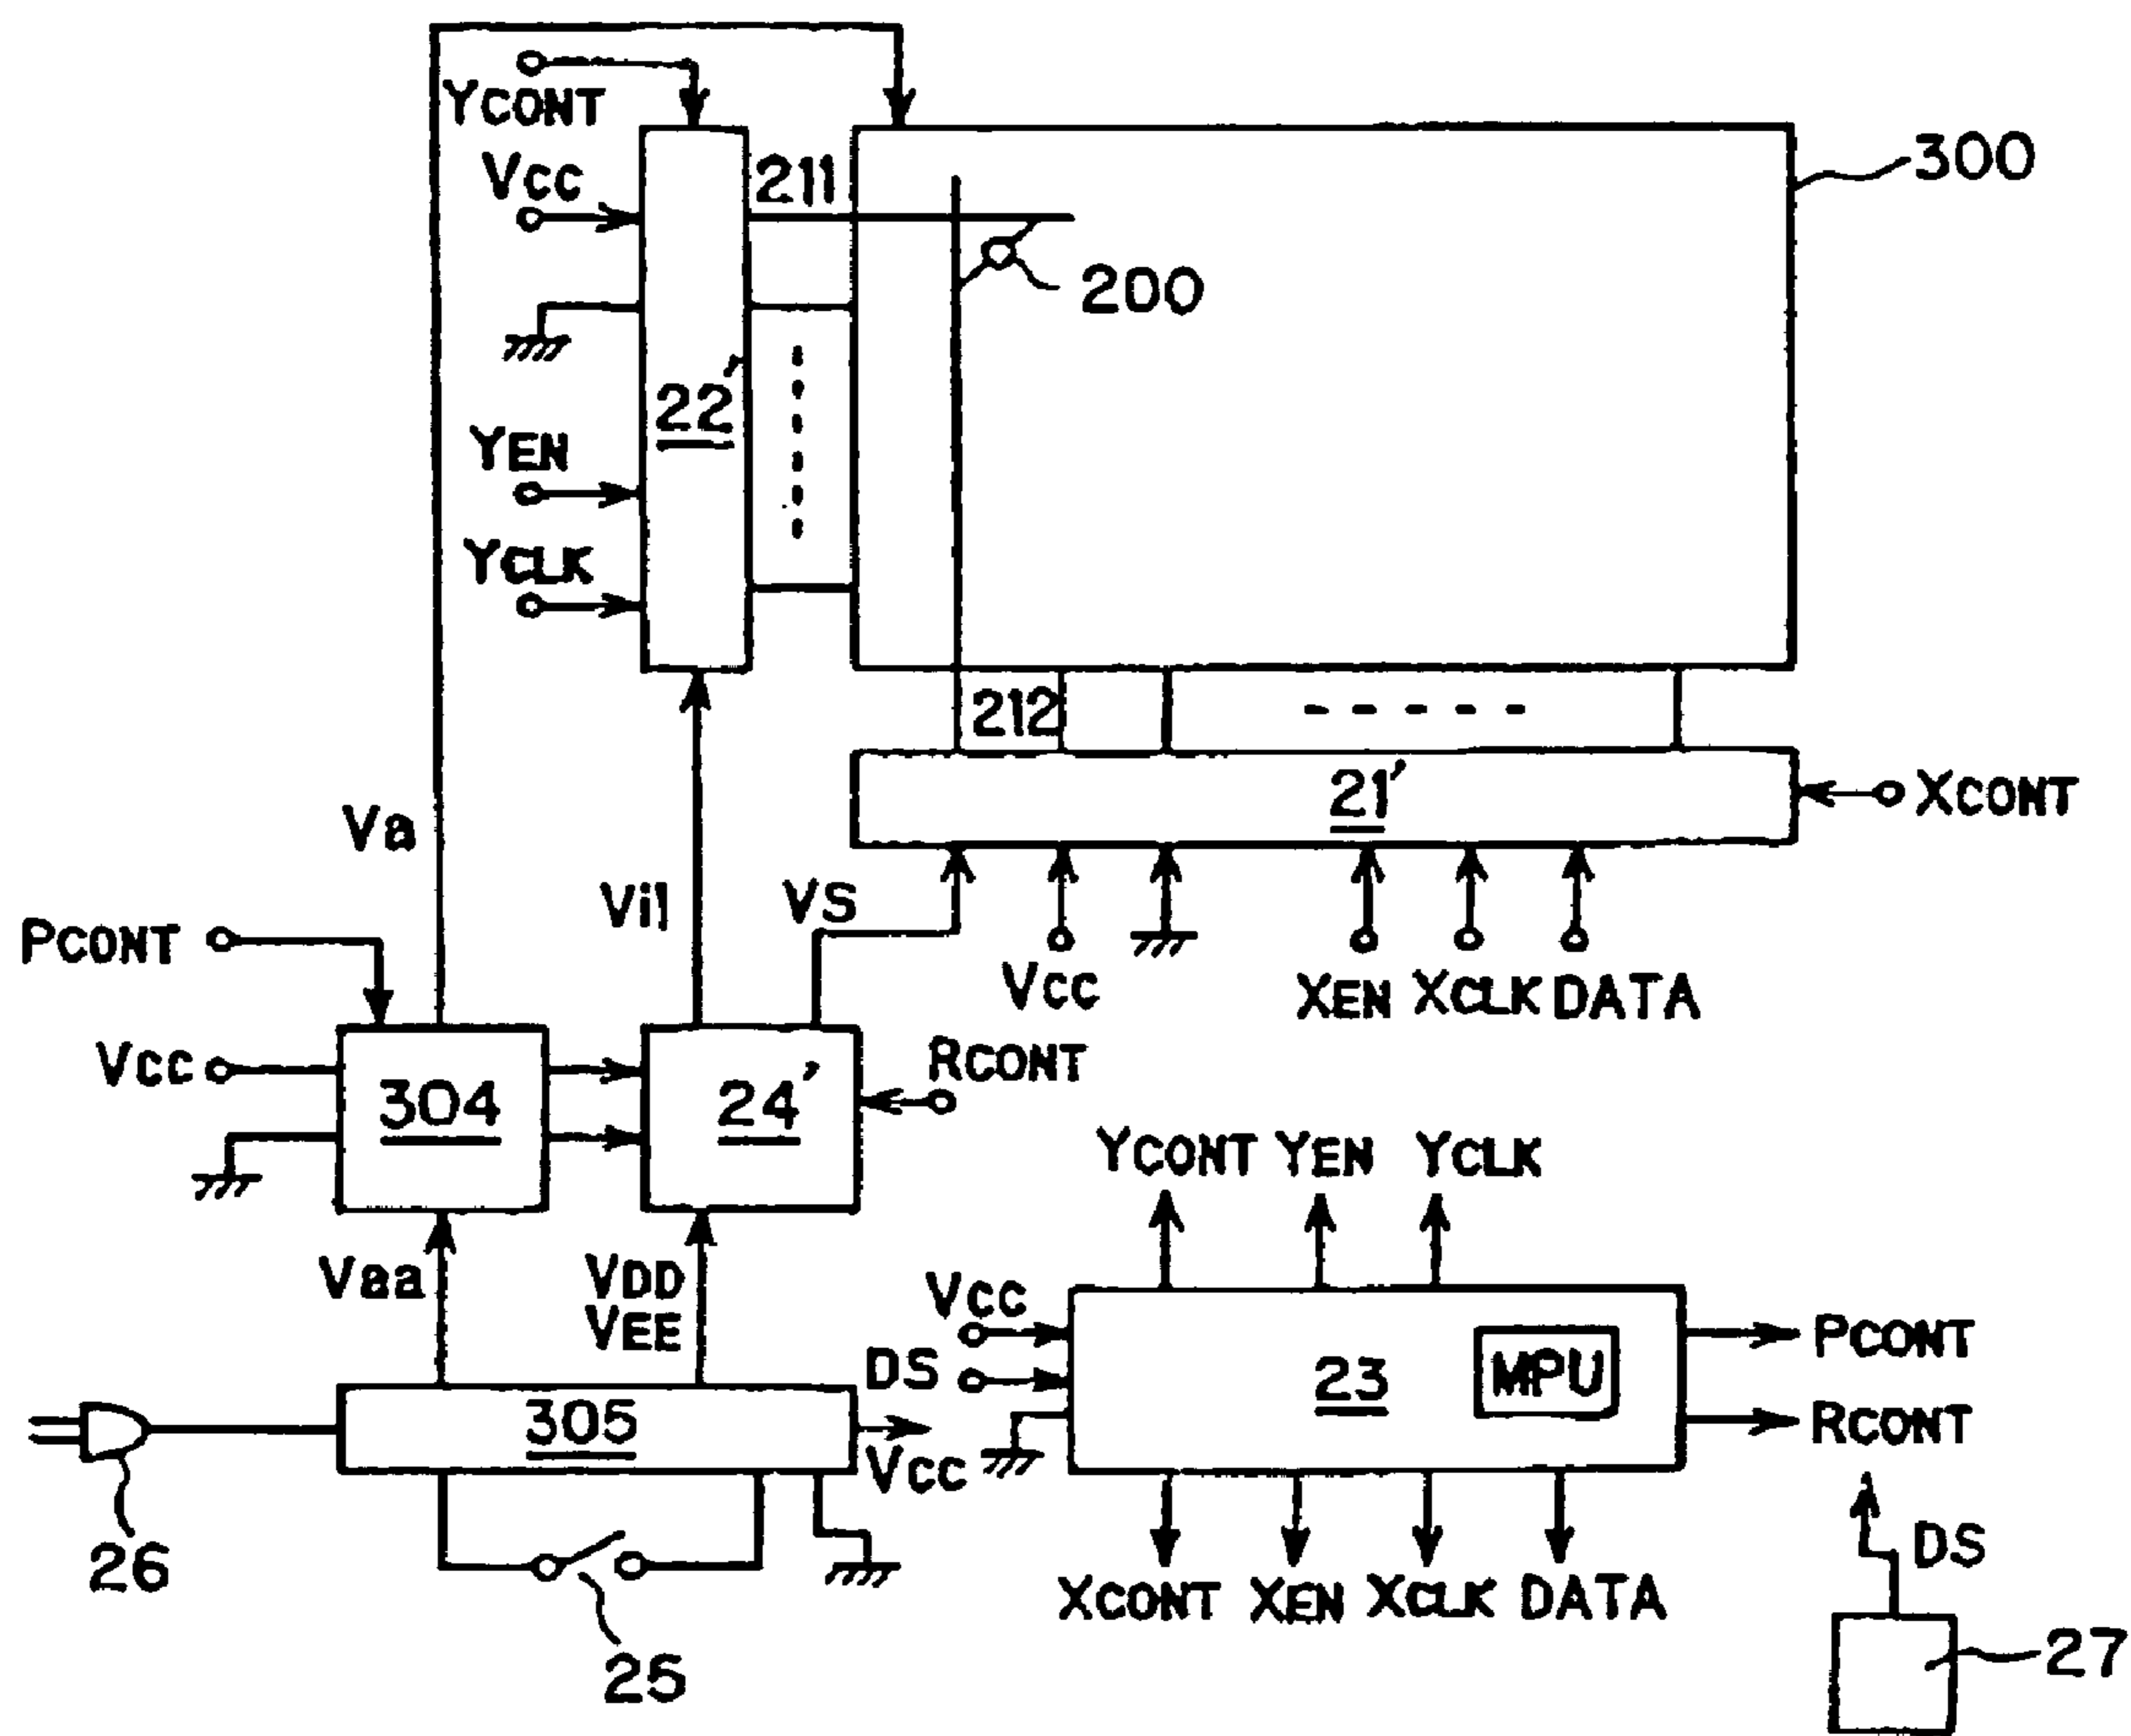 YCONT
VCC
211
300
200
22'
YEN
YCLK
212
21'
XCONT
Va
Vil
VS
PCONT
VCC
XEN XCLK DATA
VCC
304
24'
RCONT
YCONT YEN YCLK
Vaa
VDD
VEE
VCC
DS
23
MPU
PCONT
RCONT
305
VCC
26
25
XCONT XEN XCLK DATA
DS
27